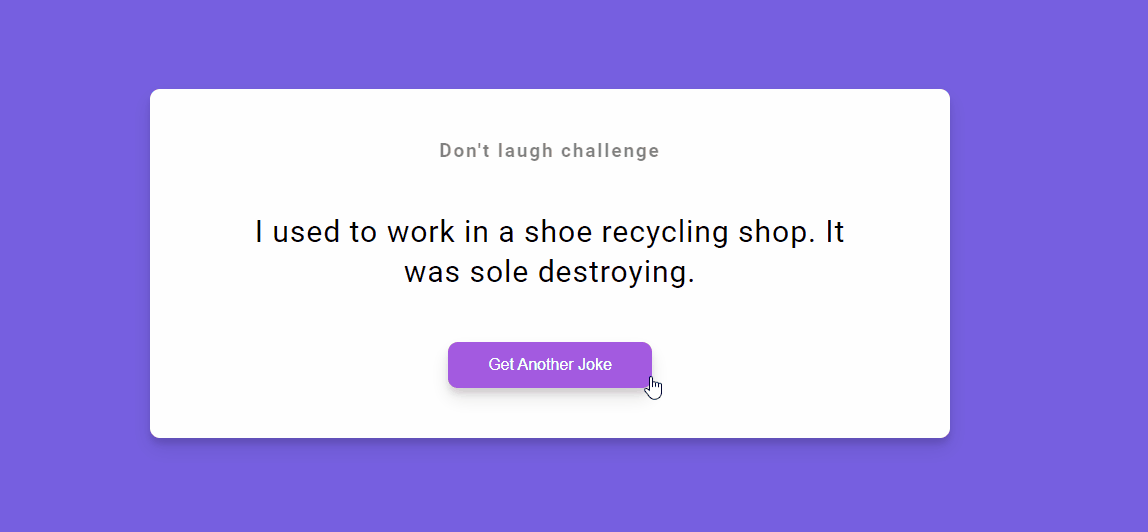 Don't laugh challenge
I used to work in a shoe recycling shop. It
was sole destroying.
Get Another Joke